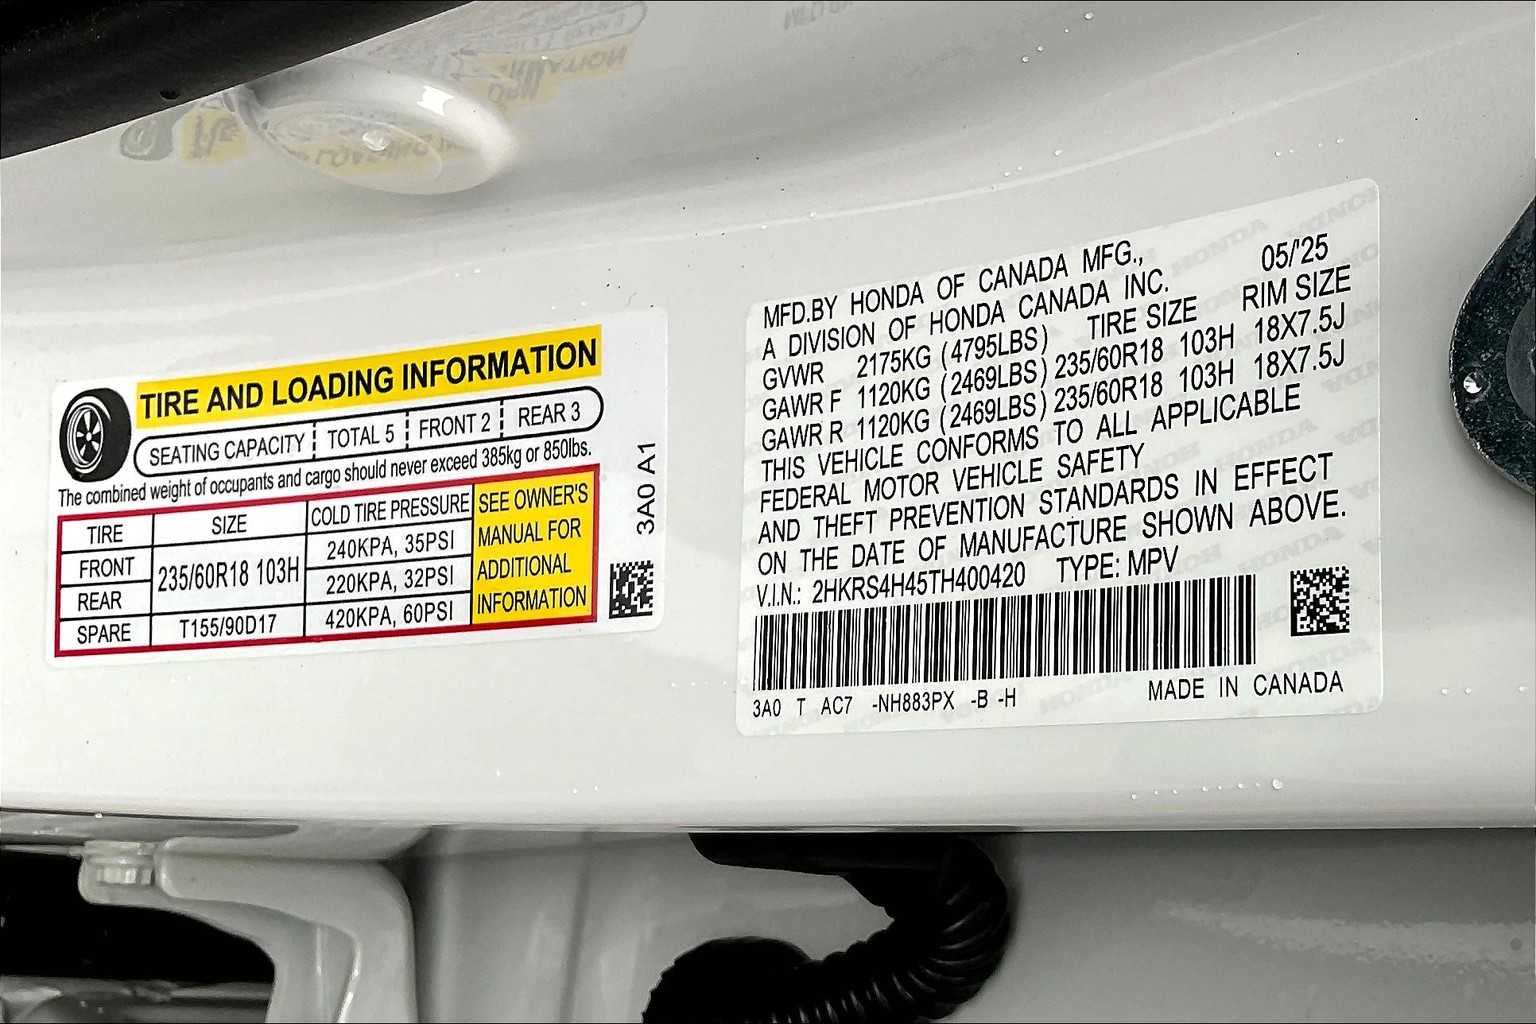 TIRE AND LOADING INFORMATION
SEATING CAPACITY TOTAL 5 FRONT 2 REAR 3
The combined weight of occupants and cargo should never exceed 385kg or 850lbs.
TIRE SIZE COLD TIRE PRESSURE
FRONT 235/60R18 103H 240KPA, 35PSI
REAR 220KPA, 32PSI
SPARE T155/90D17 420KPA, 60PSI
SEE OWNER'S
MANUAL FOR
ADDITIONAL
INFORMATION
3A0 A1
MFD.BY HONDA OF CANADA MFG., 05/'25
A DIVISION OF HONDA CANADA INC.
GVWR 2175KG (4795LBS) TIRE SIZE RIM SIZE
GAWR F 1120KG (2469LBS) 235/60R18 103H 18X7.5J
GAWR R 1120KG (2469LBS) 235/60R18 103H 18X7.5J
THIS VEHICLE CONFORMS TO ALL APPLICABLE
FEDERAL MOTOR VEHICLE SAFETY
AND THEFT PREVENTION STANDARDS IN EFFECT
ON THE DATE OF MANUFACTURE SHOWN ABOVE.
V.I.N.: 2HKRS4H45TH400420 TYPE: MPV
3A0 T AC7 -NH883PX -B -H MADE IN CANADA